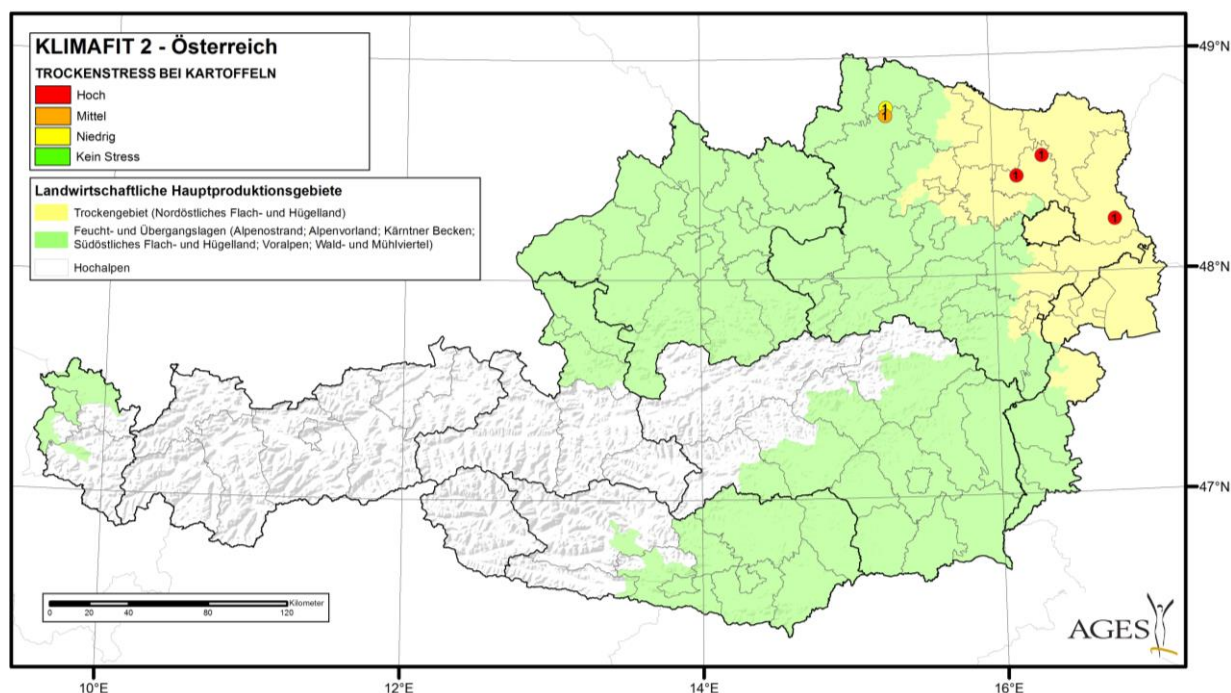 KLIMAFIT 2 - Österreich
TROCKENSTRESS BEI KARTOFFELN
Hoch
Mittel
Niedrig
Kein Stress
Landwirtschaftliche Hauptproduktionsgebiete
Trockengebiet (Nordöstliches Flach- und Hügelland)
Feucht- und Übergangslagen (Alpenostrand; Alpenvorland; Kärntner Becken;
Südöstliches Flach- und Hügelland; Voralpen; Wald- und Mühlviertel)
Hochalpen
1
1
1
1
1
49°N
48°N
47°N
Kilometer
0 20 40 80 120
AGES
10°E 12°E 14°E 16°E